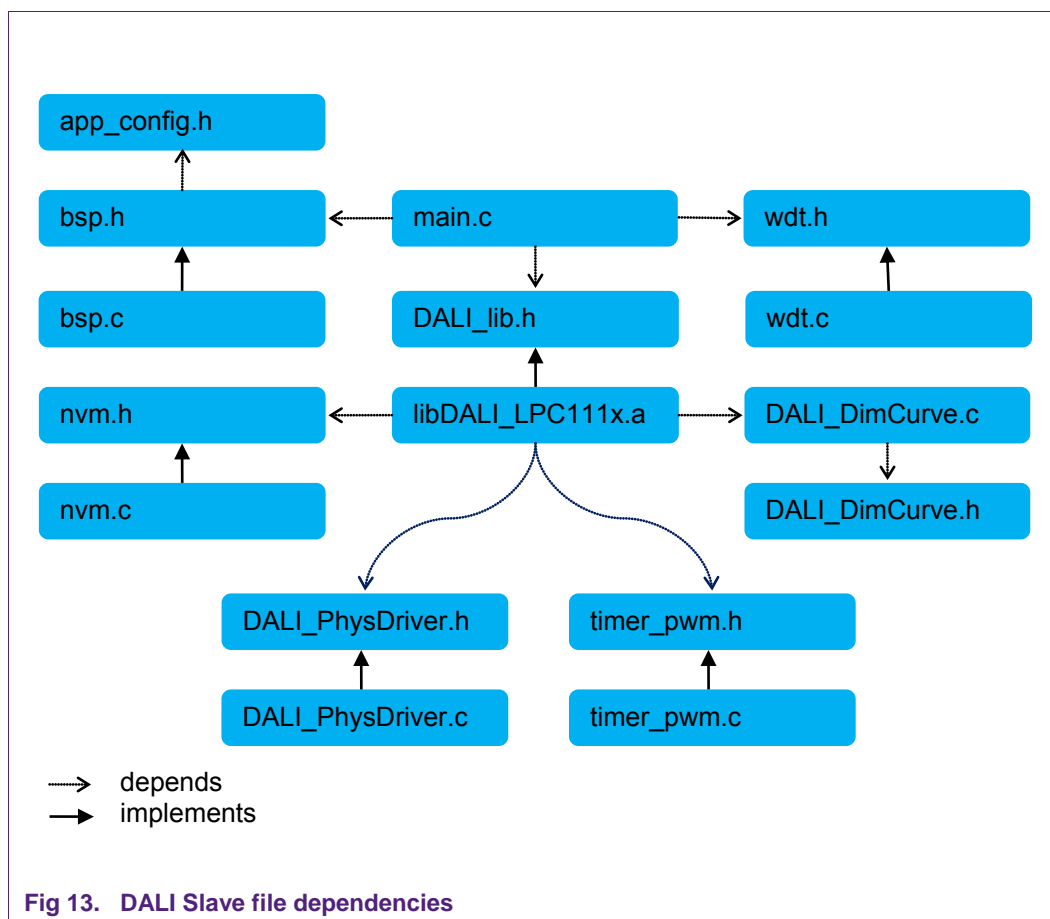 app_config.h
bsp.h
main.c
wdt.h
bsp.c
DALI_lib.h
wdt.c
nvm.h
libDALI_LPC111x.a
DALI_DimCurve.c
nvm.c
DALI_DimCurve.h
DALI_PhysDriver.h
timer_pwm.h
DALI_PhysDriver.c
timer_pwm.c
depends
implements
Fig 13. DALI Slave file dependencies